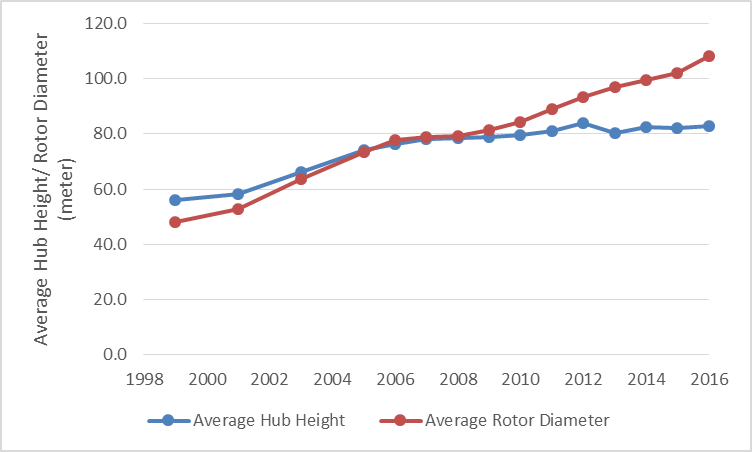 120.0
100.0
80.0
60.0
40.0
20.0
0.0
Average Hub Height/ Rotor Diameter
(meter)
1998 2000 2002 2004 2006 2008 2010 2012 2014 2016
Average Hub Height Average Rotor Diameter